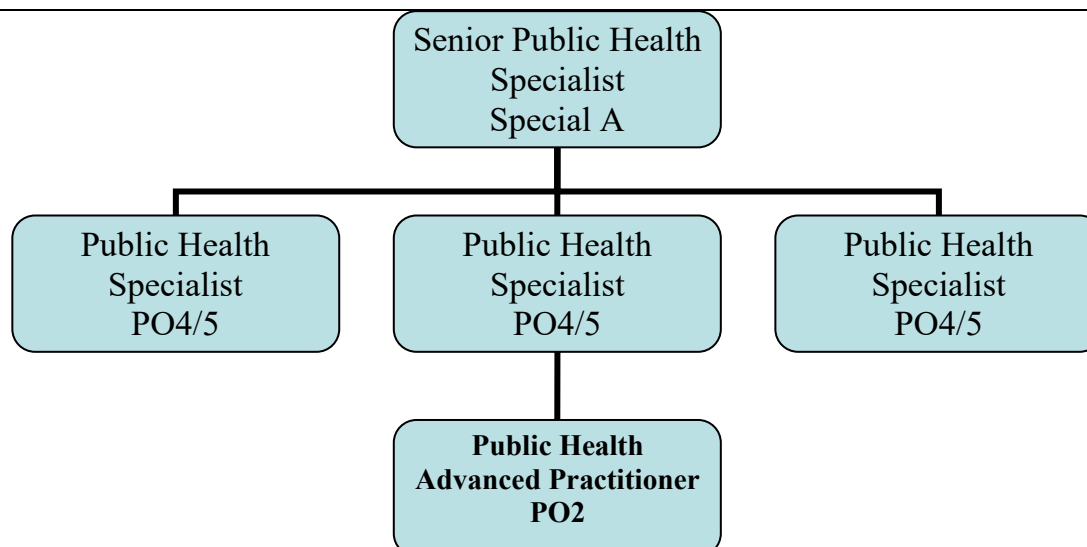 Senior Public Health
Specialist
Special A
Public Health
Specialist
PO4/5
Public Health
Specialist
PO4/5
Public Health
Specialist
PO4/5
Public Health
Advanced Practitioner
PO2